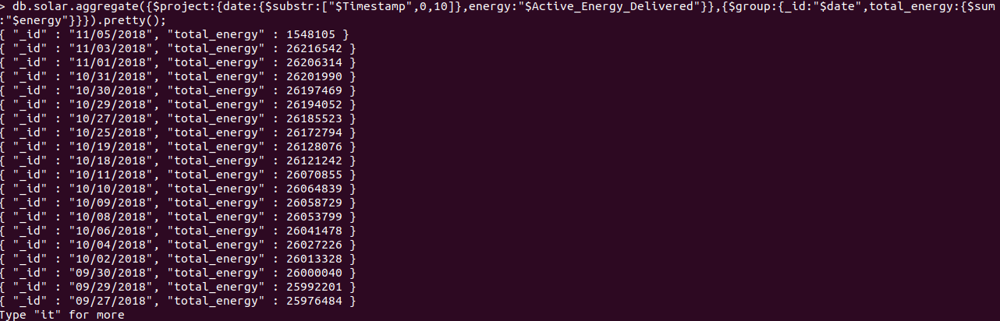 > db.solar.aggregate({$project:{date:{$substr:["$Timestamp",0,10]},energy:"$Active_Energy_Delivered"}},{$group:{_id:"$date",total_energy:{$sum
:"$energy"}}}).pretty();
{ "_id" : "11/05/2018", "total_energy" : 1548105 }
{ "_id" : "11/03/2018", "total_energy" : 26216542 }
{ "_id" : "11/01/2018", "total_energy" : 26206314 }
{ "_id" : "10/31/2018", "total_energy" : 26201990 }
{ "_id" : "10/30/2018", "total_energy" : 26197469 }
{ "_id" : "10/29/2018", "total_energy" : 26194052 }
{ "_id" : "10/27/2018", "total_energy" : 26185523 }
{ "_id" : "10/25/2018", "total_energy" : 26172794 }
{ "_id" : "10/19/2018", "total_energy" : 26128076 }
{ "_id" : "10/18/2018", "total_energy" : 26121242 }
{ "_id" : "10/11/2018", "total_energy" : 26070855 }
{ "_id" : "10/10/2018", "total_energy" : 26064839 }
{ "_id" : "10/09/2018", "total_energy" : 26058729 }
{ "_id" : "10/08/2018", "total_energy" : 26053799 }
{ "_id" : "10/06/2018", "total_energy" : 26041478 }
{ "_id" : "10/04/2018", "total_energy" : 26027226 }
{ "_id" : "10/02/2018", "total_energy" : 26013328 }
{ "_id" : "09/30/2018", "total_energy" : 26000040 }
{ "_id" : "09/29/2018", "total_energy" : 25992201 }
{ "_id" : "09/27/2018", "total_energy" : 25976484 }
Type "it" for more